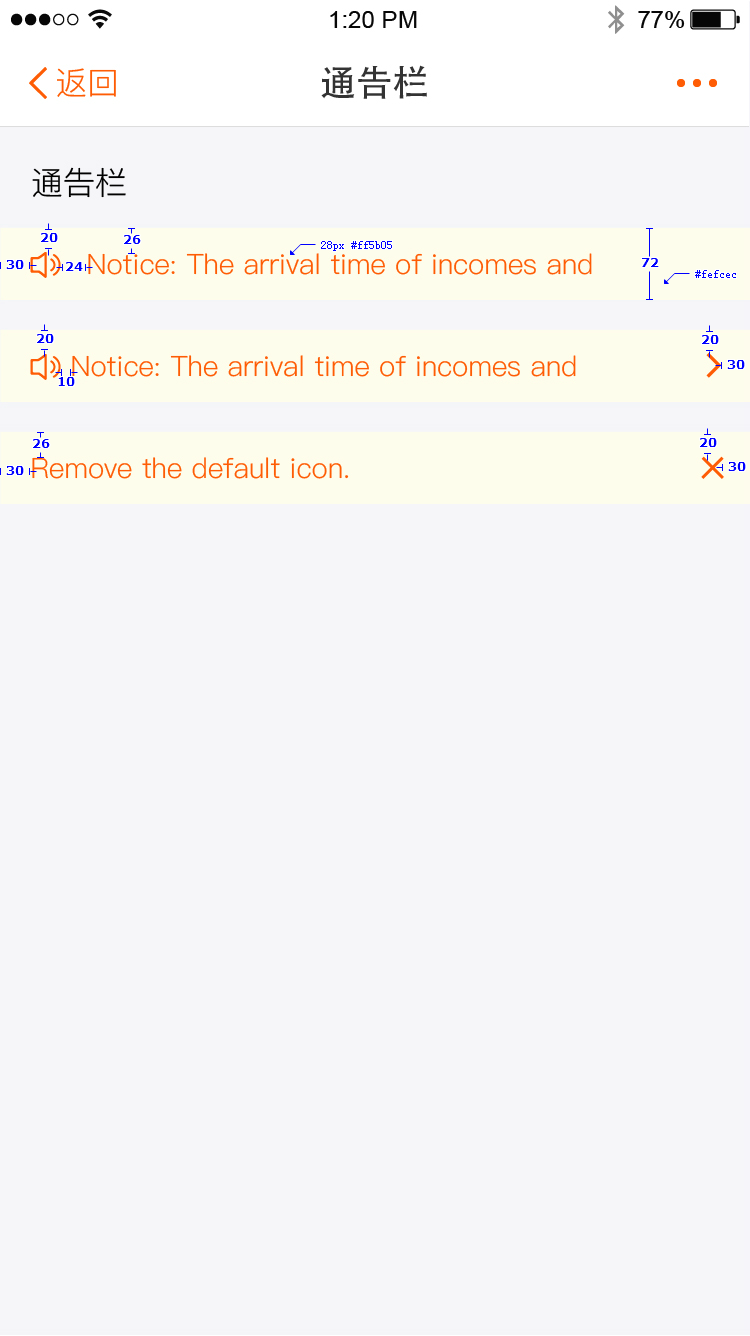 1:20 PM 77%
返回 通告栏
通告栏
20 26 28px #ff5b05
30 24 Notice: The arrival time of incomes and 72 #fefcec
20 20
Notice: The arrival time of incomes and 30
10
26 20
30 Remove the default icon. 30